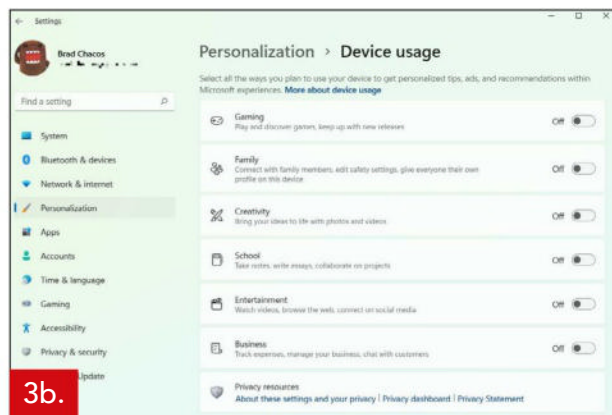 Settings
Brad Chacos
Find a setting
System
Bluetooth & devices
Network & internet
Personalization
Apps
Accounts
Time & language
Gaming
Accessibility
Privacy & security
Update
Personalization > Device usage
Select all the ways you plan to use your device to get personalized tips, ads, and recommendations within
Microsoft experiences. More about device usage
Gaming
Play and discover games, keep up with new releases
Off
Family
Connect with family members, edit safety settings, give everyone their own
profile on this device
Off
Creativity
Bring your ideas to life with photos and videos
Off
School
Take notes, write essays, collaborate on projects
Off
Entertainment
Watch videos, browse the web, connect on social media
Off
Business
Track expenses, manage your business, chat with customers
Off
Privacy resources
About these settings and your privacy | Privacy dashboard | Privacy Statement
3b.